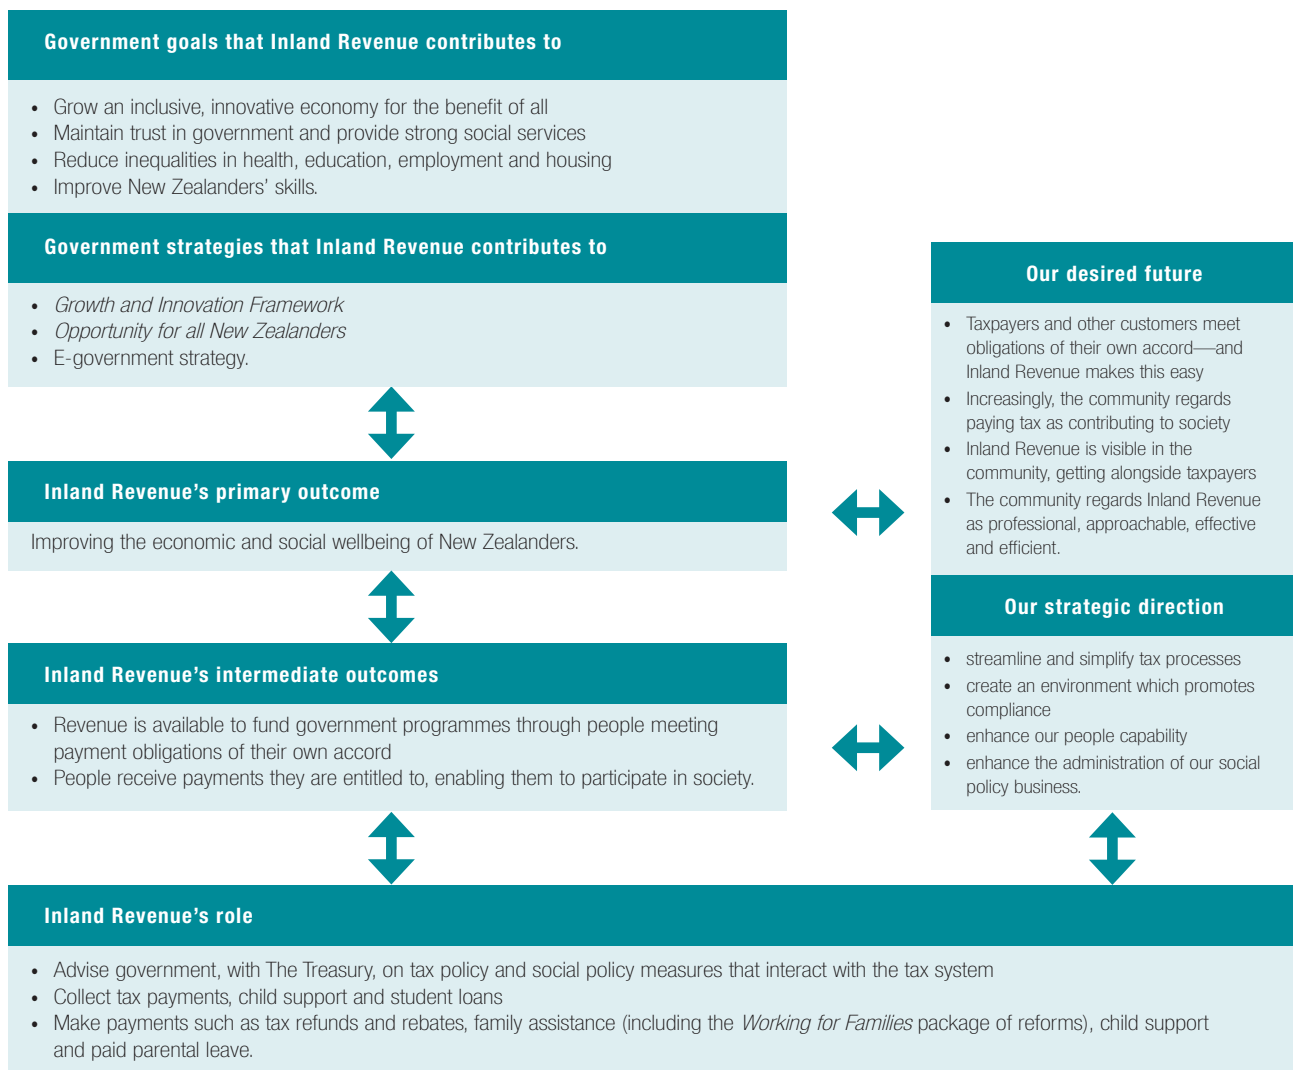 Government goals that Inland Revenue contributes to
• Grow an inclusive, innovative economy for the benefit of all
• Maintain trust in government and provide strong social services
• Reduce inequalities in health, education, employment and housing
• Improve New Zealanders’ skills.
Government strategies that Inland Revenue contributes to
• Growth and Innovation Framework
• Opportunity for all New Zealanders
• E-government strategy.
Inland Revenue’s primary outcome
Improving the economic and social wellbeing of New Zealanders.
Inland Revenue’s intermediate outcomes
• Revenue is available to fund government programmes through people meeting
payment obligations of their own accord
• People receive payments they are entitled to, enabling them to participate in society.
Our desired future
• Taxpayers and other customers meet
obligations of their own accord—and
Inland Revenue makes this easy
• Increasingly, the community regards
paying tax as contributing to society
• Inland Revenue is visible in the
community, getting alongside taxpayers
• The community regards Inland Revenue
as professional, approachable, effective
and efficient.
Our strategic direction
• streamline and simplify tax processes
• create an environment which promotes
compliance
• enhance our people capability
• enhance the administration of our social
policy business.
Inland Revenue’s role
• Advise government, with The Treasury, on tax policy and social policy measures that interact with the tax system
• Collect tax payments, child support and student loans
• Make payments such as tax refunds and rebates, family assistance (including the Working for Families package of reforms), child support
and paid parental leave.